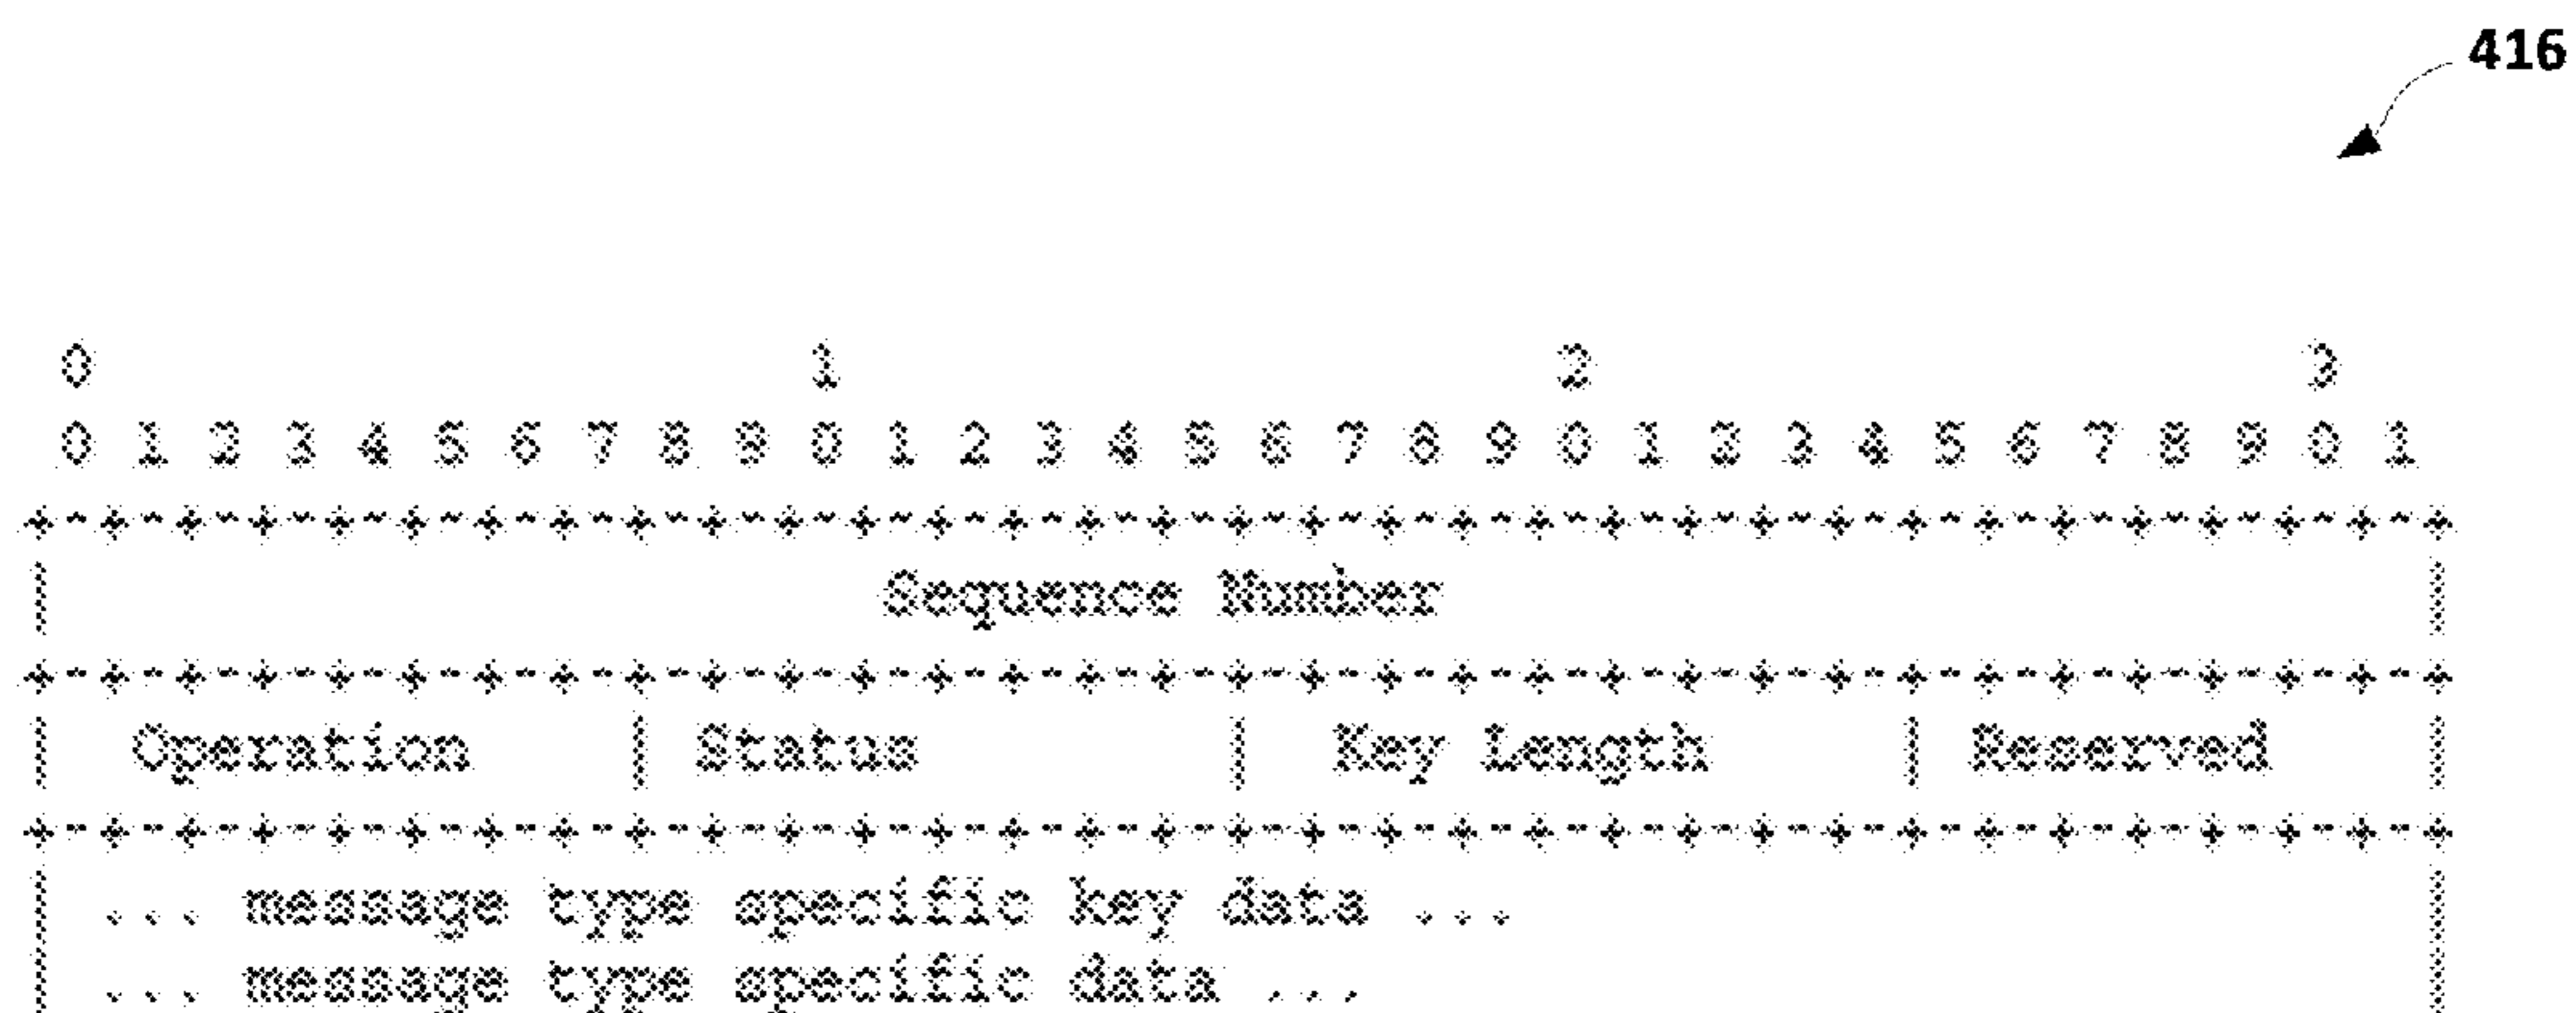 416
0                   1                   2                   3
0 1 2 3 4 5 6 7 8 9 0 1 2 3 4 5 6 7 8 9 0 1 2 3 4 5 6 7 8 9 0 1
+-+-+-+-+-+-+-+-+-+-+-+-+-+-+-+-+-+-+-+-+-+-+-+-+-+-+-+-+-+-+-+-+
| Sequence Number |
+-+-+-+-+-+-+-+-+-+-+-+-+-+-+-+-+-+-+-+-+-+-+-+-+-+-+-+-+-+-+-+-+
| Operation | Status | Key Length | Reserved |
+-+-+-+-+-+-+-+-+-+-+-+-+-+-+-+-+-+-+-+-+-+-+-+-+-+-+-+-+-+-+-+-+
| ... message type specific key data ... |
| ... message type specific data ... |